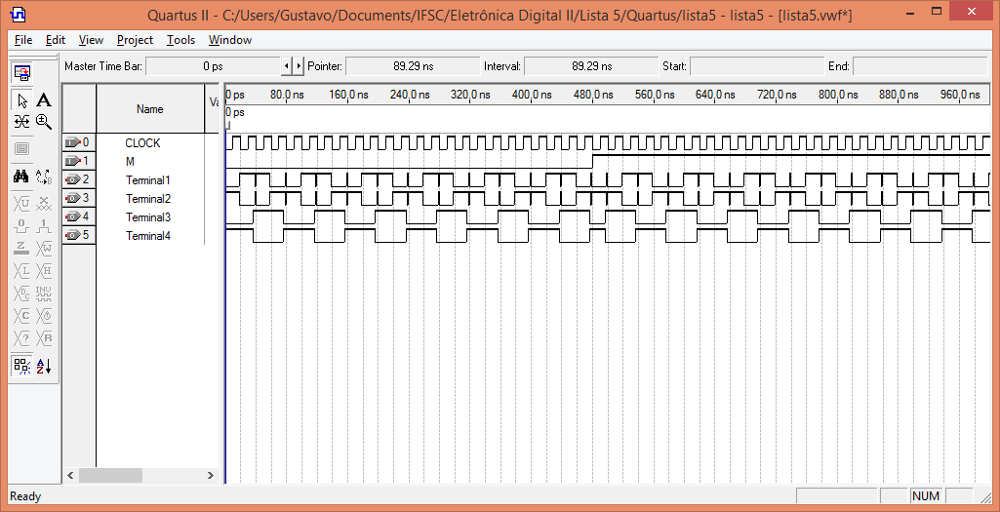 Quartus II - C:/Users/Gustavo/Documents/IFSC/Eletrônica Digital II/Lista 5/Quartus/lista5 - lista5 - [lista5.vwf*]
File Edit View Project Tools Window
Master Time Bar: 0 ps Pointer: 89.29 ns Interval: 89.29 ns Start: End:
Name Va 0 ps 80.0 ns 160.0 ns 240.0 ns 320.0 ns 400.0 ns 480.0 ns 560.0 ns 640.0 ns 720.0 ns 800.0 ns 880.0 ns 960.0 ns
0 ps
0 CLOCK
1 M
2 Teminal1
3 Teminal2
4 Teminal3
5 Teminal4
Ready NUM